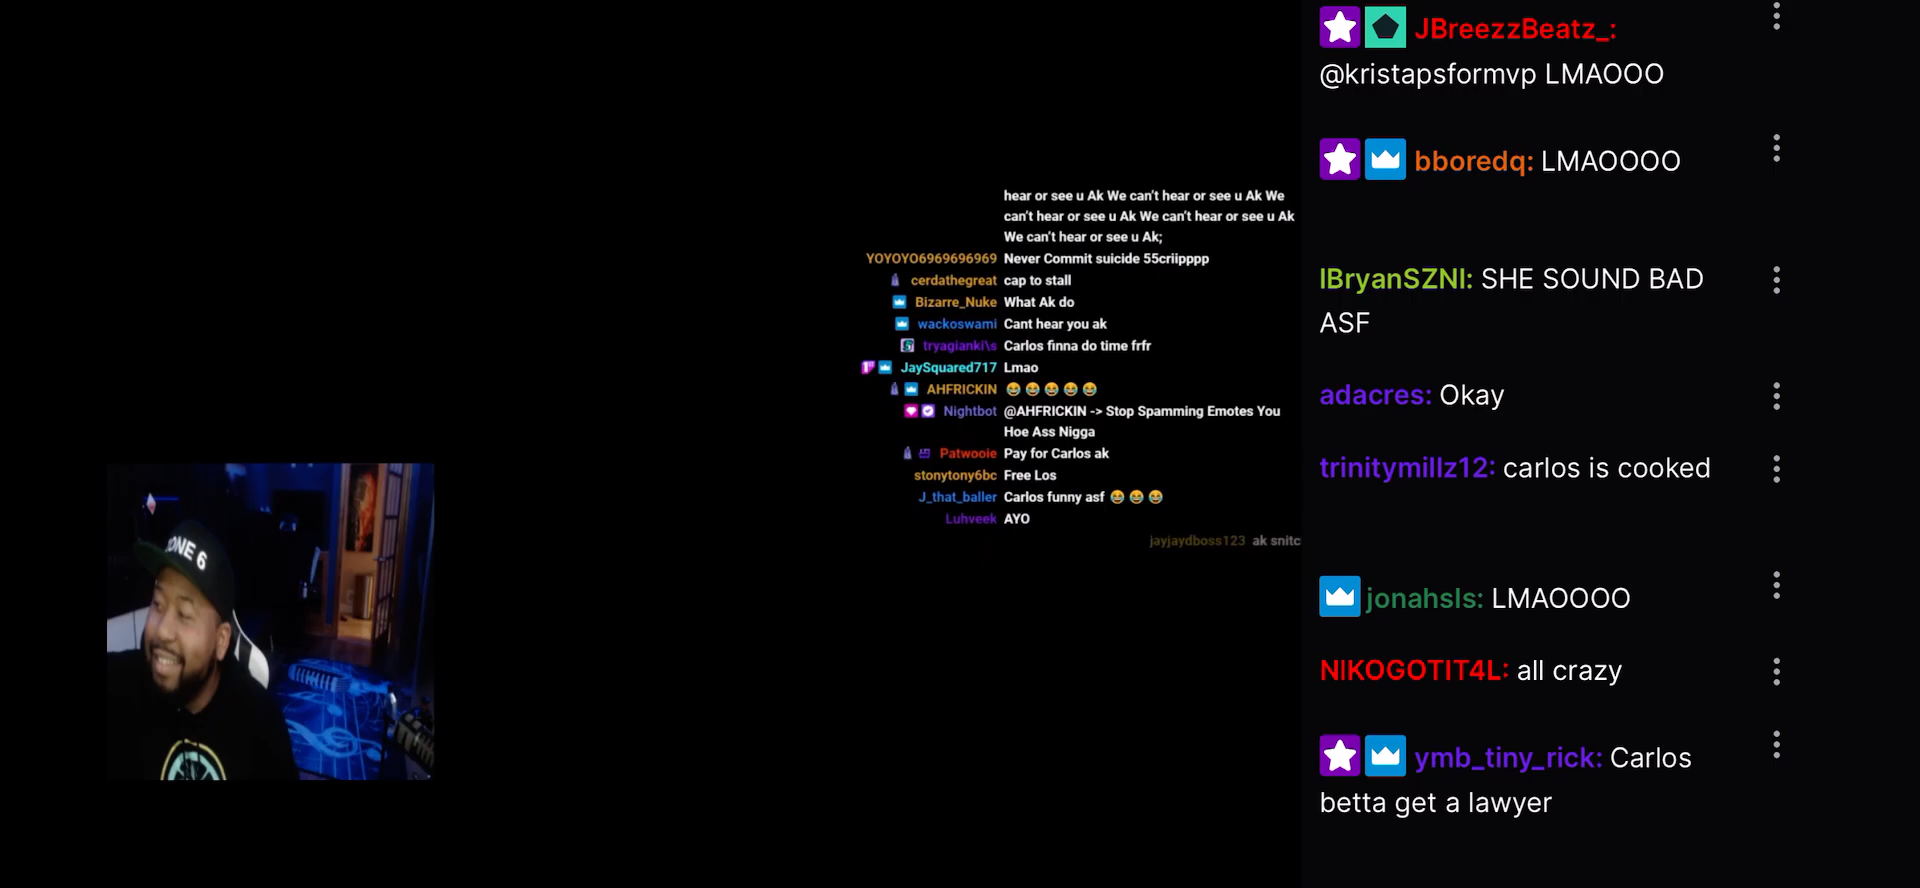 hear or see u Ak We can't hear or see u Ak We
can't hear or see u Ak We can't hear or see u Ak
We can't hear or see u Ak;
YOYOYO6969696969 Never Commit suicide 55criipppp
cerdathegreat cap to stall
Bizarre_Nuke What Ak do
wackoswami Cant hear you ak
tryagianki\s Carlos finna do time frfr
JaySquared717 Lmao
AHFRICKIN 😂 😂 😂 😂 😂
Nightbot @AHFRICKIN -> Stop Spamming Emotes You
Hoe Ass Nigga
Patwooie Pay for Carlos ak
stonytony6bc Free Los
J_that_baller Carlos funny asf 😂 😂 😂
Luhveek AYO
jayjaydboss123 ak snitc
ONE 6
JBreezzBeatz_:
@kristapsformvp LMAOOO
bboredq: LMAOOOO
IBryanSZNI: SHE SOUND BAD
ASF
adacres: Okay
trinitymillz12: carlos is cooked
jonahsls: LMAOOOO
NIKOGOTIT4L: all crazy
ymb_tiny_rick: Carlos
betta get a lawyer